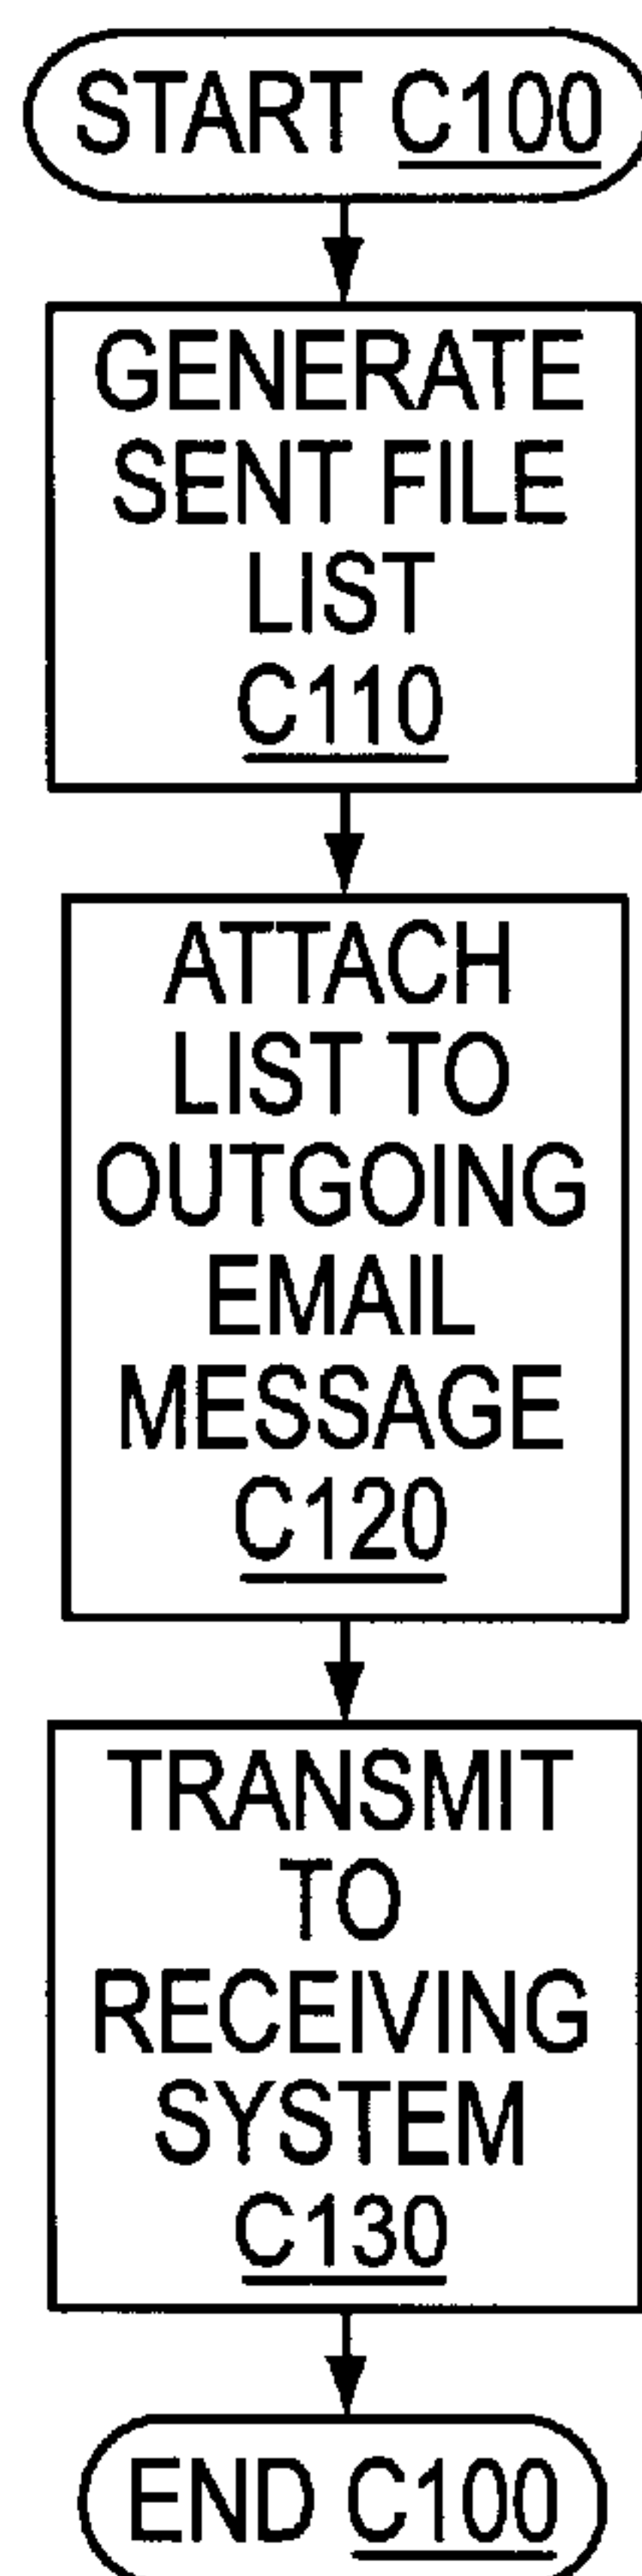 START C100
GENERATE
SENT FILE
LIST
C110
ATTACH
LIST TO
OUTGOING
EMAIL
MESSAGE
C120
TRANSMIT
TO
RECEIVING
SYSTEM
C130
END C100